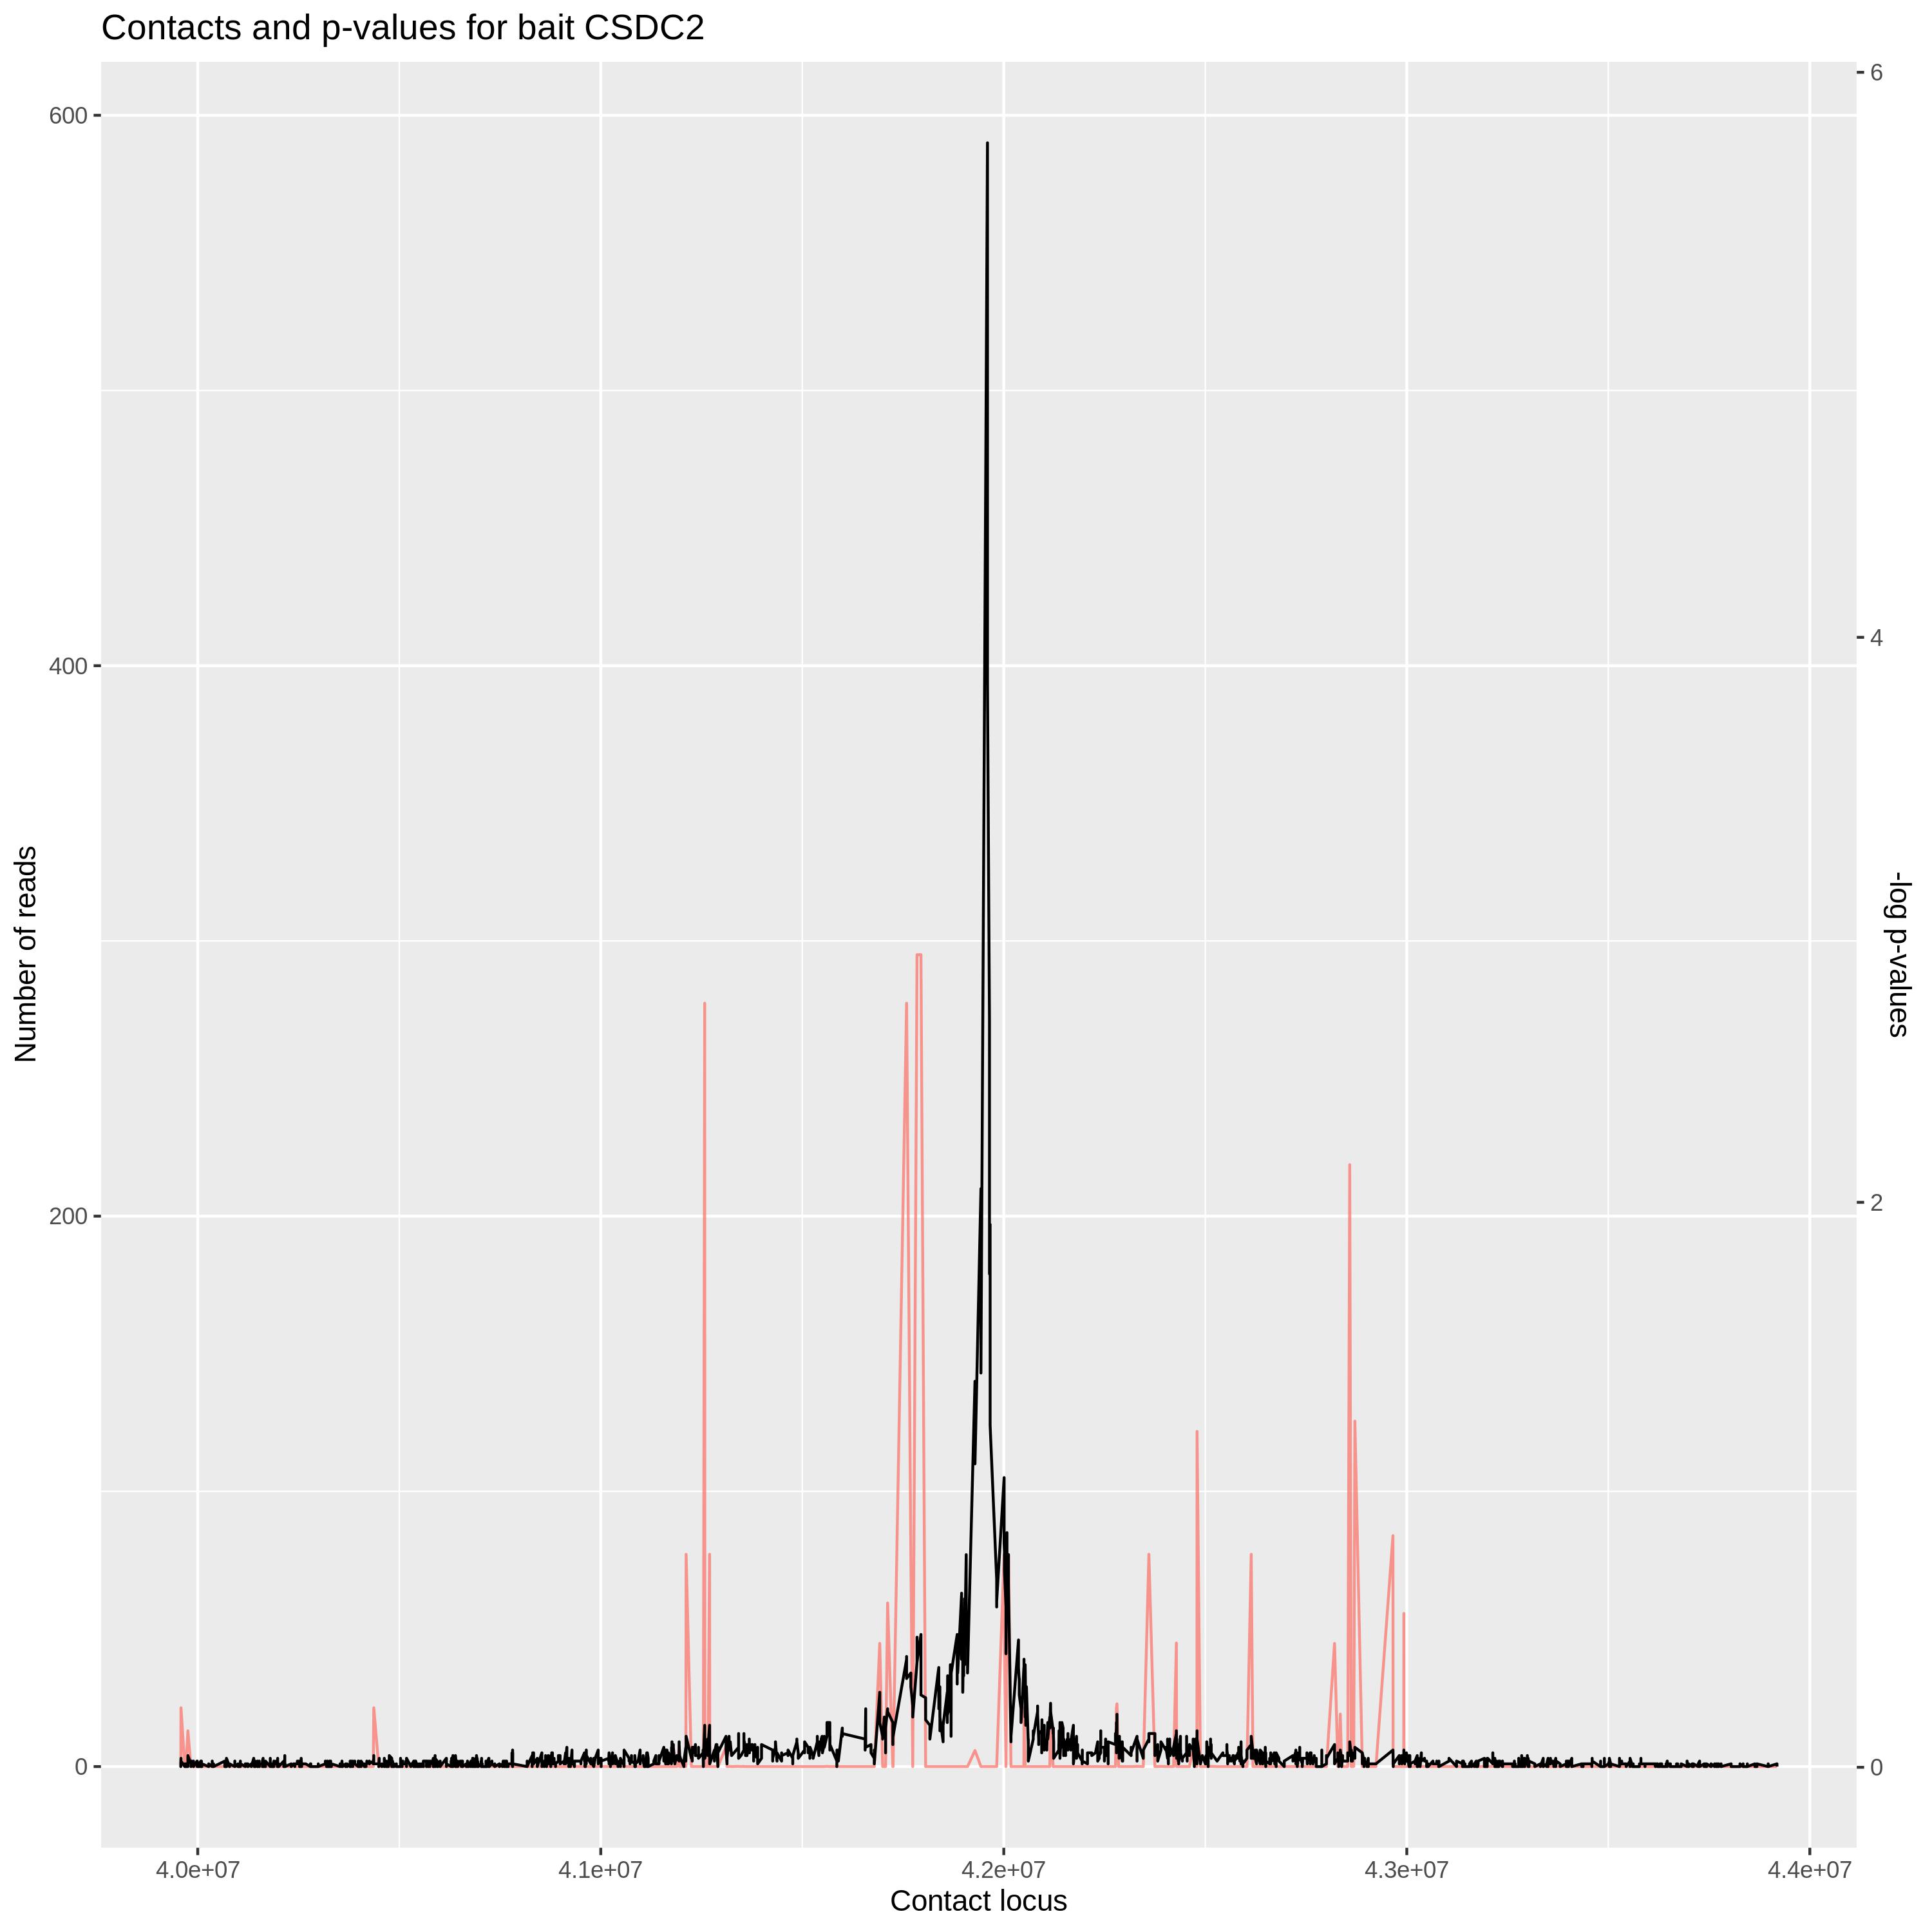 Contacts and p-values for bait CSDC2
600
400
200
0
6
4
2
0
Number of reads
-log p-values
4.0e+07
4.1e+07
4.2e+07
4.3e+07
4.4e+07
Contact locus